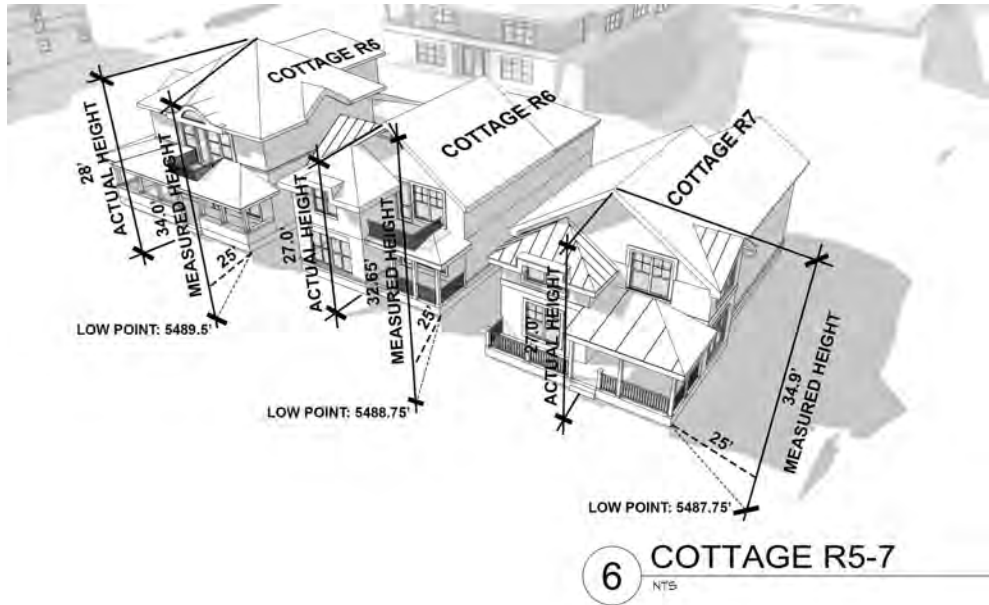 COTTAGE R5
28'
ACTUAL HEIGHT
34.0'
MEASURED HEIGHT
25'
LOW POINT: 5489.5'
COTTAGE R6
27.0'
ACTUAL HEIGHT
32.65'
MEASURED HEIGHT
25'
LOW POINT: 5488.75'
COTTAGE R7
27.0'
ACTUAL HEIGHT
34.9'
MEASURED HEIGHT
25'
LOW POINT: 5487.75'
6
COTTAGE R5-7
NTS